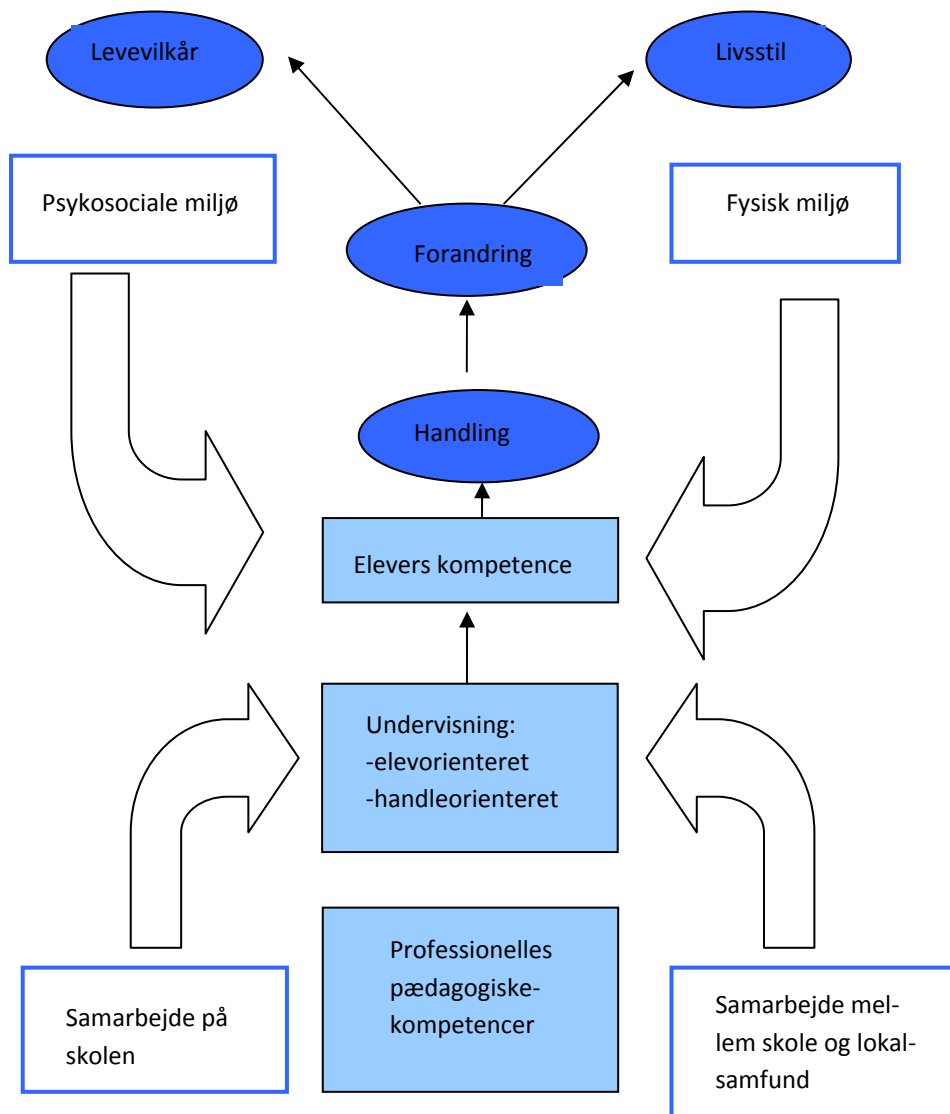 Levevilkår
Livsstil
Psykosociale miljø
Fysisk miljø
Forandring
Handling
Elevers kompetence
Undervisning:
-elevorienteret
-handleorienteret
Professionelles
pædagogiske-
kompetencer
Samarbejde på
skolen
Samarbejde mel-
lem skole og lokal-
samfund